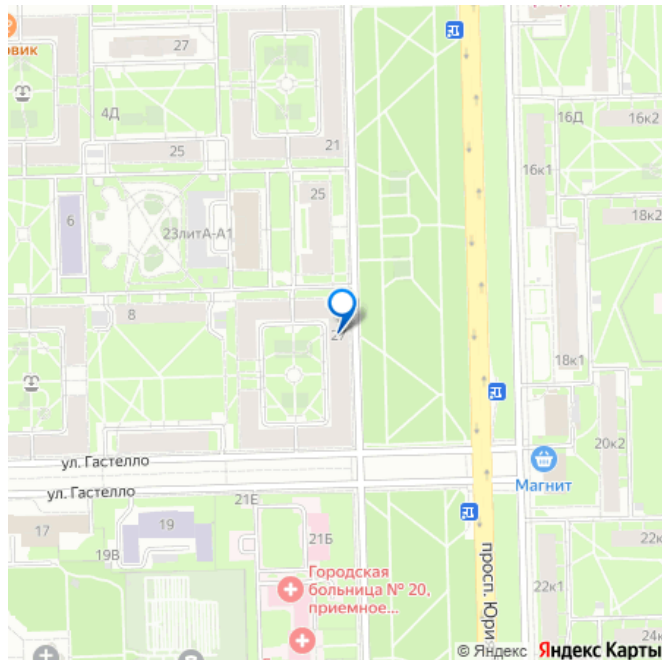 овик
27
4Д
25
21
16Д
16к2
16к1
6
25
23литА-А1
18к2
8
27
18к1
20к2
ул. Гастелло
Магнит
ул. Гастелло
21Е
17
19
21Б
19В
22к
Городская
больница № 20,
приемное...
просп. Юрия
22к1
24к
© Яндекс Яндекс Карты